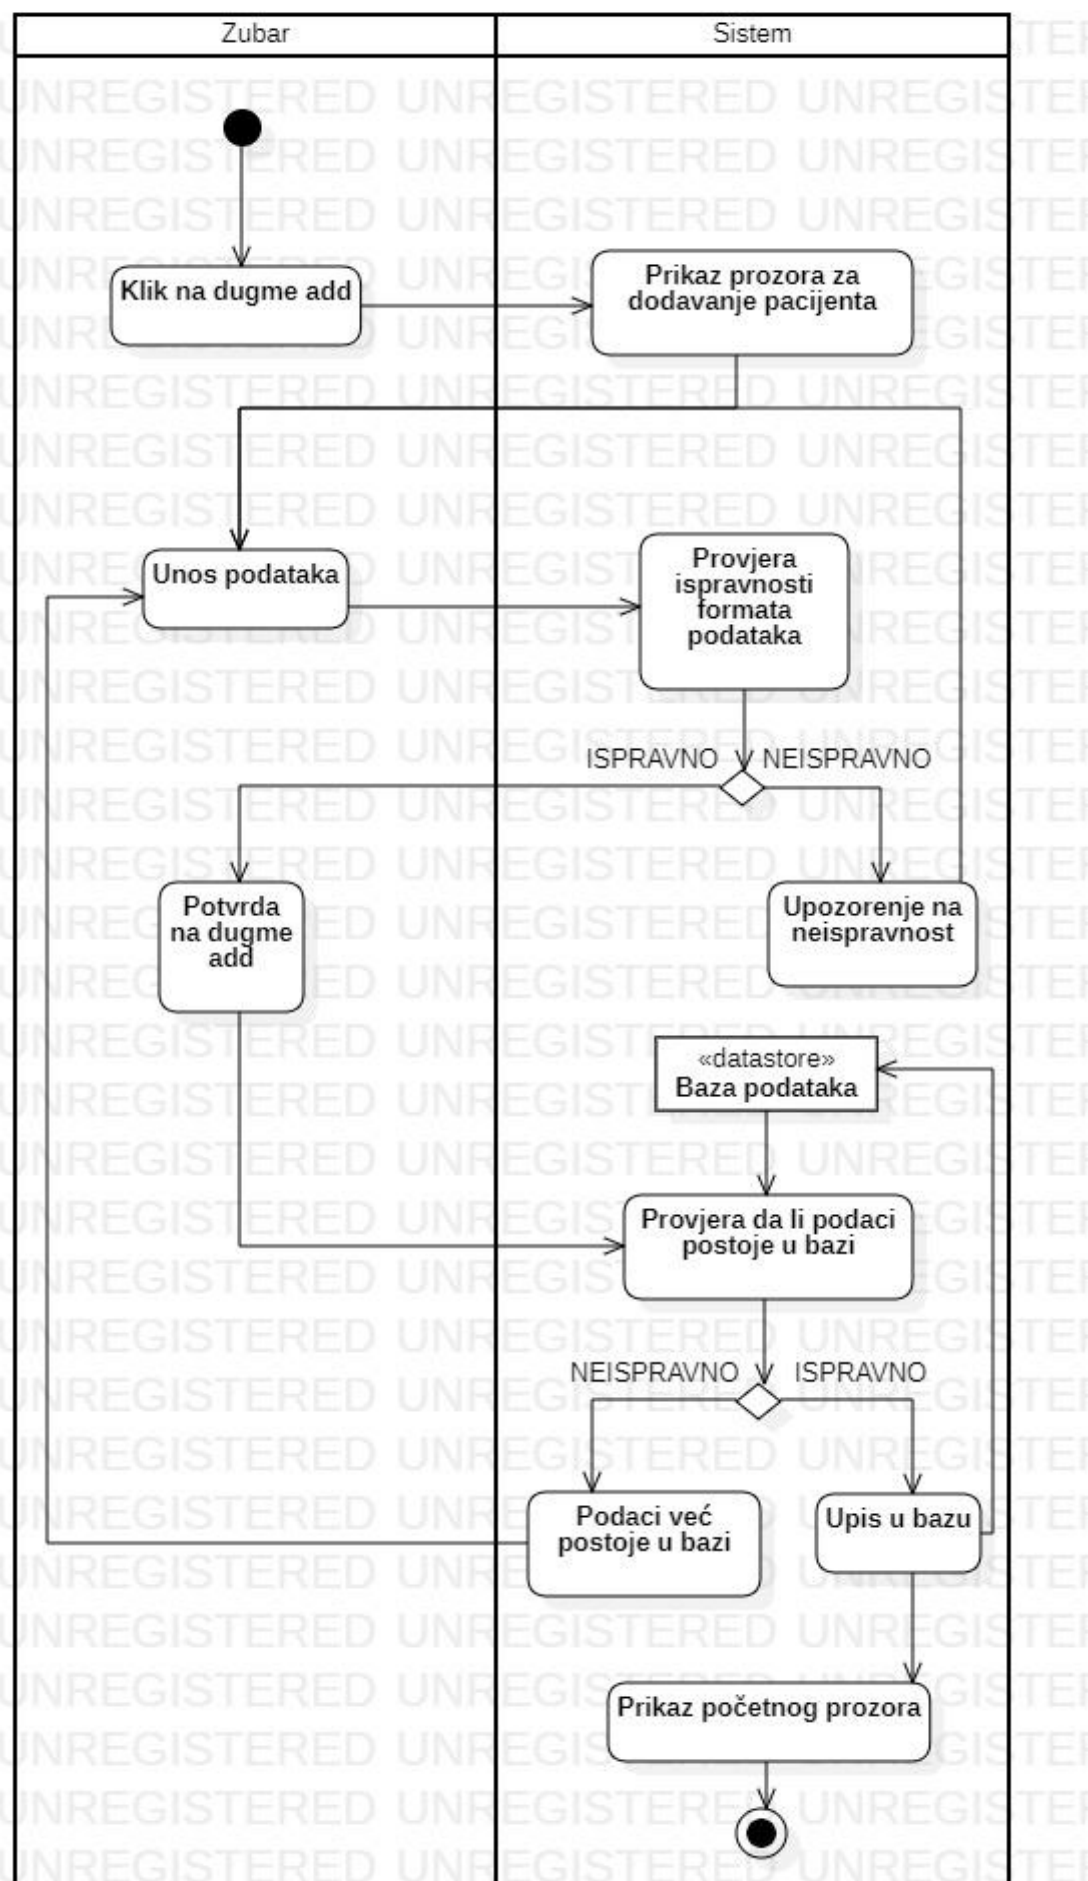 Zubar
Sistem
Klik na dugme add
Prikaz prozora za
dodavanje pacijenta
Unos podataka
Provjera
ispravnosti
formata
podataka
ISPRAVNO
NEISPRAVNO
Potvrda
na dugme
add
Upozorenje na
neispravnost
«datastore»
Baza podataka
Provjera da li podaci
postoje u bazi
NEISPRAVNO
ISPRAVNO
Podaci već
postoje u bazi
Upis u bazu
Prikaz početnog prozora
UNREGISTERED